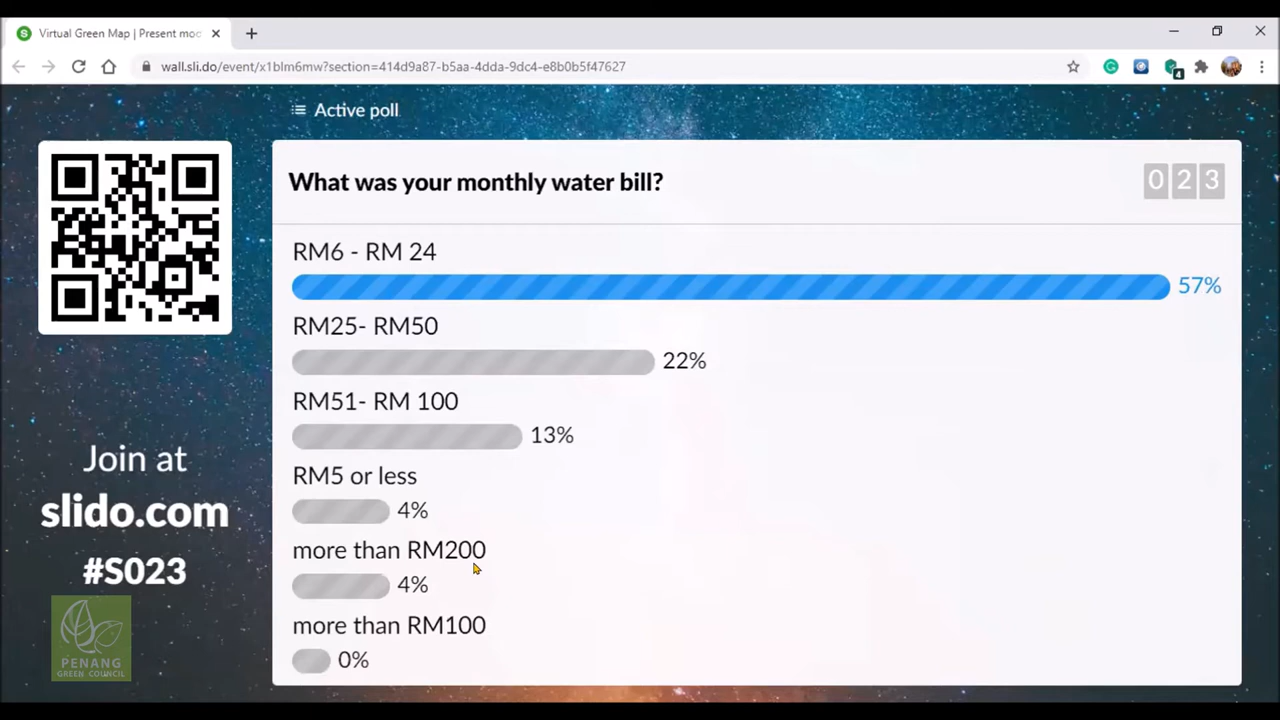 Virtual Green Map | Present mod
wall.sli.do/event/x1blm6mw?section=414d9a87-b5aa-4dda-9dc4-e8b0b5f47627
4
Active poll
What was your monthly water bill?
023
RM6 - RM 24
57%
RM25- RM50
22%
RM51- RM 100
13%
RM5 or less
4%
more than RM200
4%
more than RM100
0%
Join at
slido.com
#S023
PENANG
GREEN COUNCIL